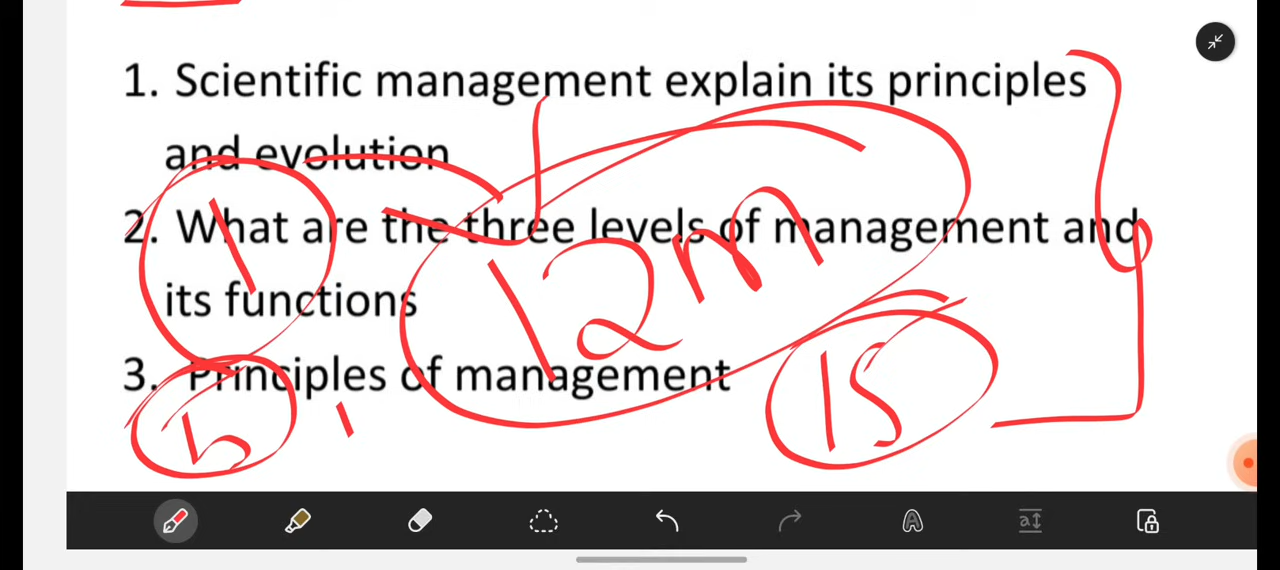 1. Scientific management explain its principles
and evolution
2. What are the three levels of management and
its functions
1
12m
3. Principles of management
15
b